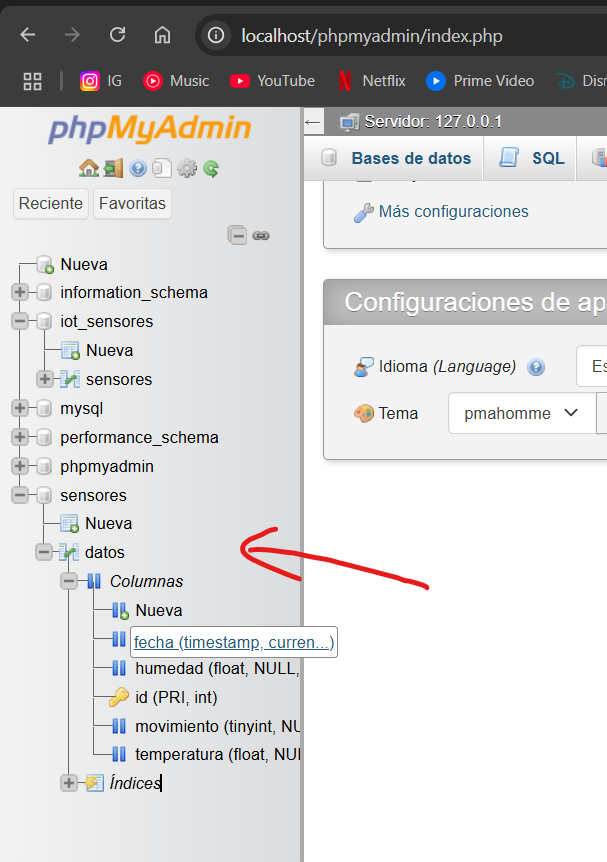 localhost/phpmyadmin/index.php
IG Music YouTube Netflix Prime Video Disn
phpMyAdmin
Servidor: 127.0.0.1
Bases de datos SQL
Reciente Favoritas
Más configuraciones
Nueva
information_schema
iot_sensores
Nueva
sensores
mysql
performance_schema
phpmyadmin
sensores
Nueva
datos
Columnas
Nueva
fecha (timestamp, curren...)
humedad (float, NULL,
id (PRI, int)
movimiento (tinyint, NU
temperatura (float, NUI
Índices
Configuraciones de ap
Idioma (Language) Es
Tema pmahomme